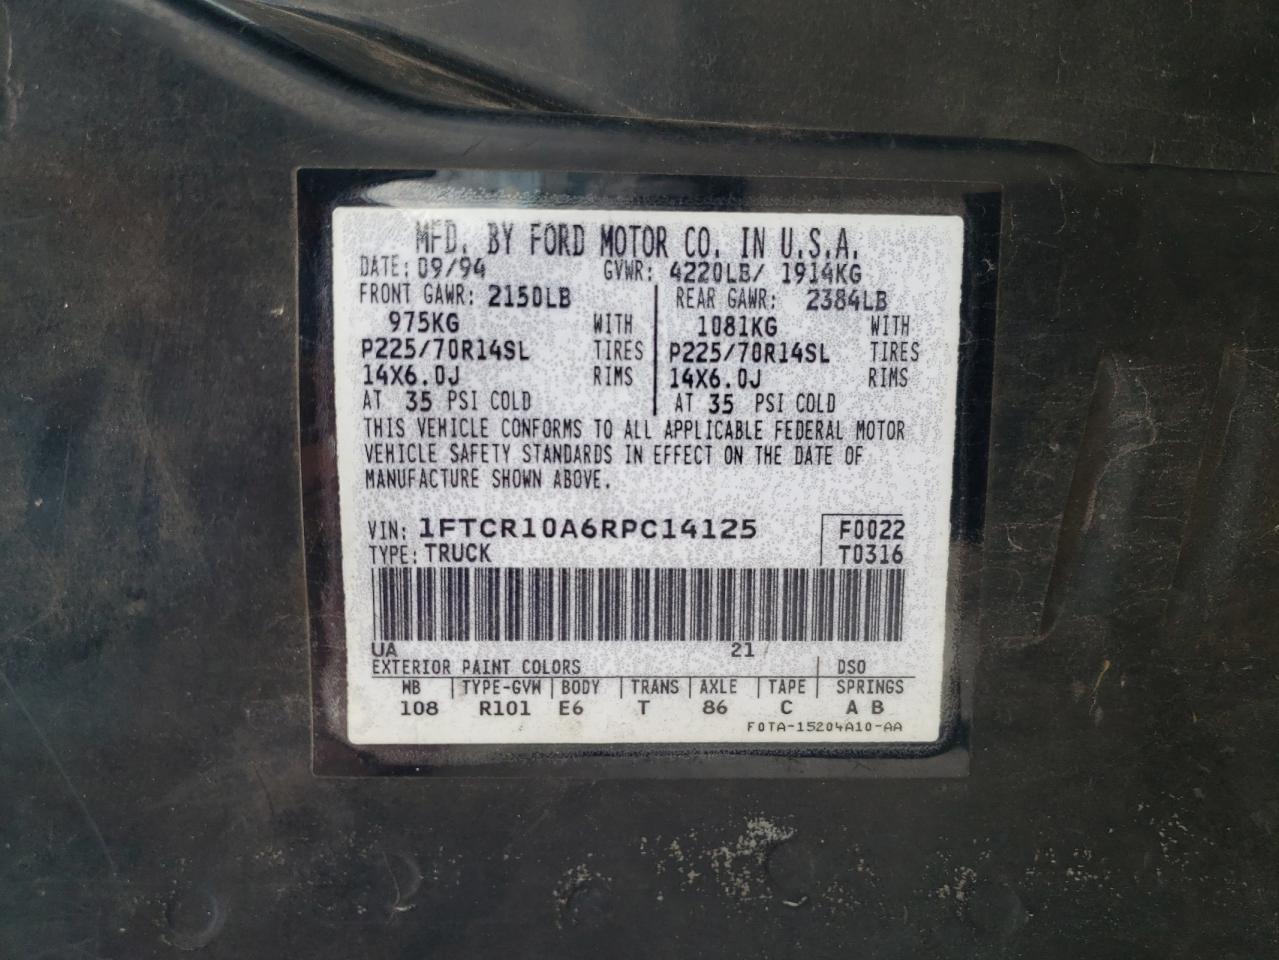 MFD. BY FORD MOTOR CO. IN U.S.A.
DATE: 09/94 GVWR: 4220LB/ 1914KG
FRONT GAWR: 2150LB REAR GAWR: 2384LB
975KG WITH 1081KG WITH
P225/70R14SL TIRES P225/70R14SL TIRES
14X6.0J RIMS 14X6.0J RIMS
AT 35 PSI COLD AT 35 PSI COLD
THIS VEHICLE CONFORMS TO ALL APPLICABLE FEDERAL MOTOR
VEHICLE SAFETY STANDARDS IN EFFECT ON THE DATE OF
MANUFACTURE SHOWN ABOVE.
VIN: 1FTCR10A6RPC14125 F0022
TYPE: TRUCK T0316
UA 21
EXTERIOR PAINT COLORS DSO
WB TYPE-GVW BODY TRANS AXLE TAPE SPRINGS
108 R101 E6 T 86 C A B
F0TA-15204A10-AA